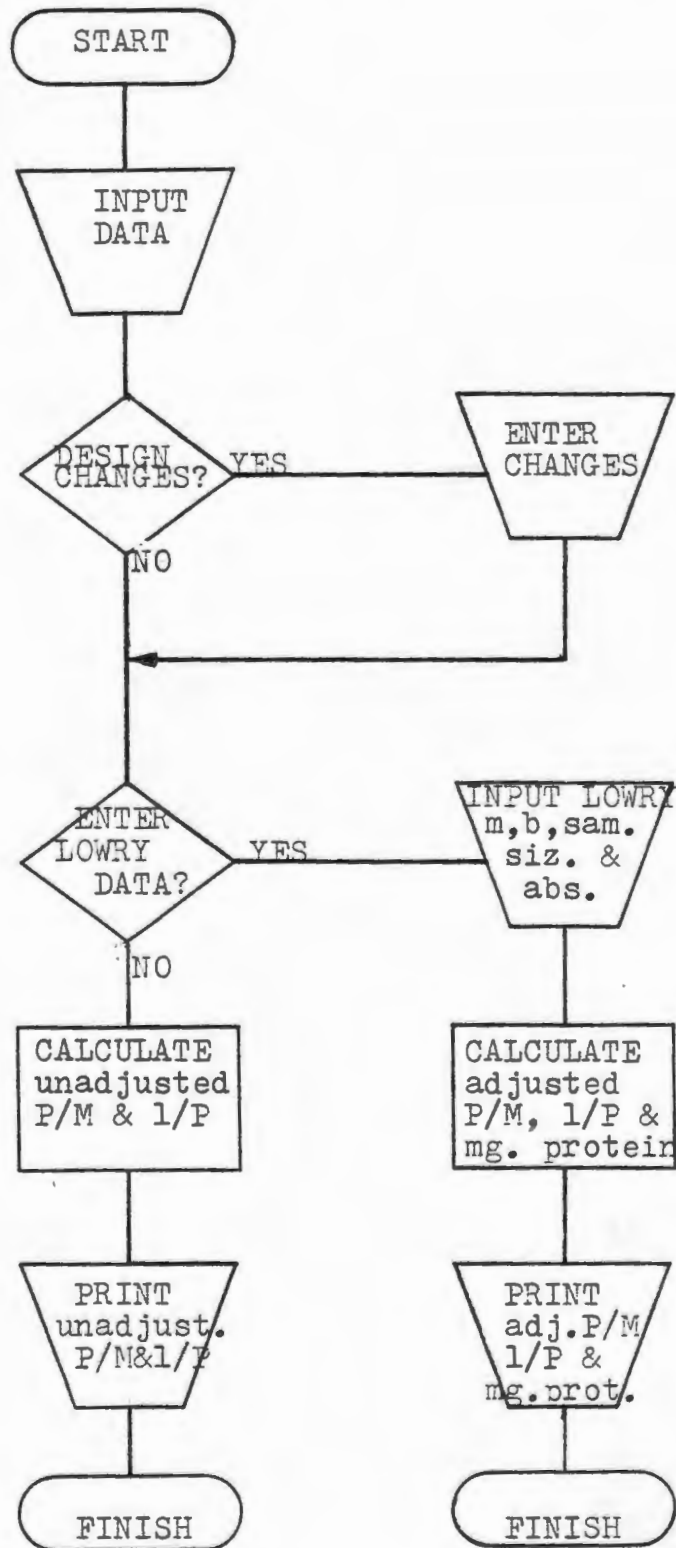 START
INPUT
DATA
DESIGN
CHANGES?
YES
ENTER
CHANGES
NO
ENTER
LOWRY
DATA?
YES
INPUT LOWRY
m,b,sam.
siz. &
abs.
NO
CALCULATE
unadjusted
P/M & 1/P
CALCULATE
adjusted
P/M, 1/P &
mg. protein
PRINT
unadjust.
P/M&1/P
PRINT
adj.P/M
1/P &
mg.prot.
FINISH
FINISH